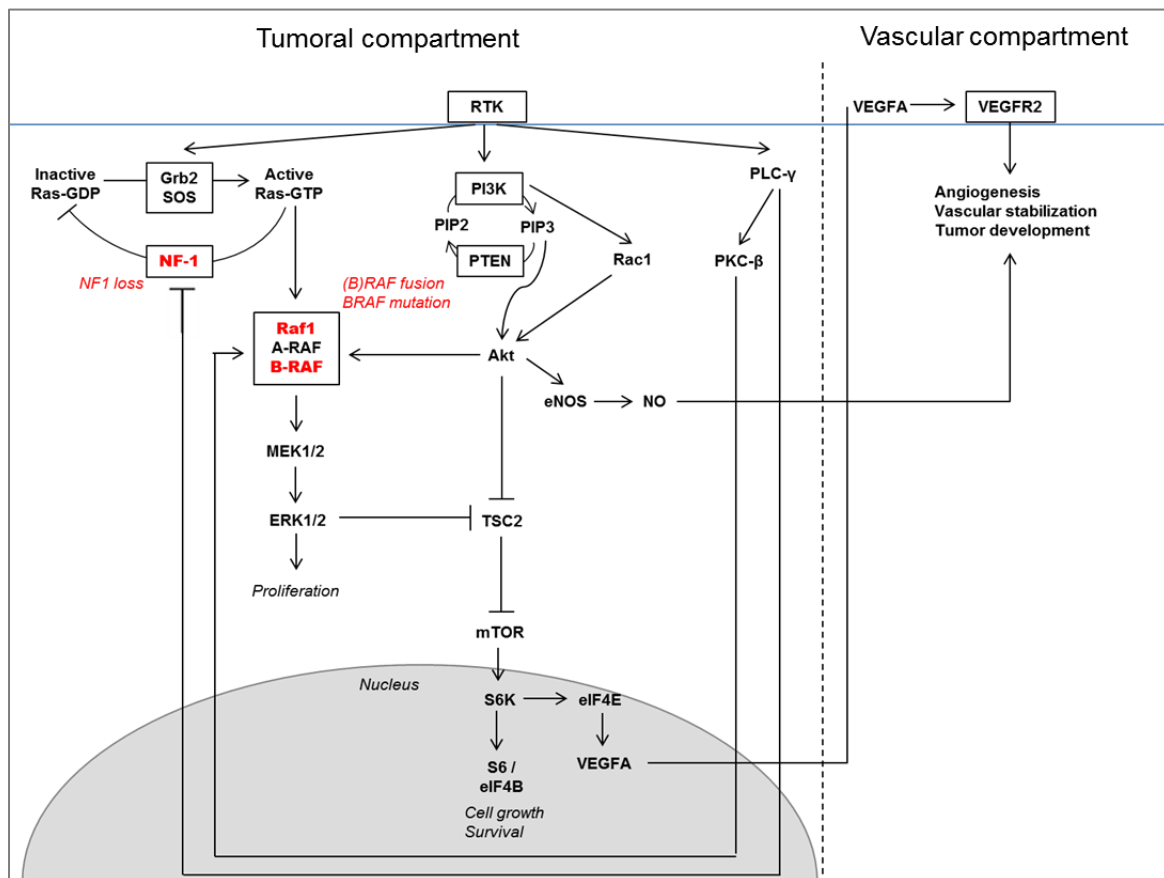 Tumoral compartment
Vascular compartment
RTK
VEGFA
VEGFR2
Inactive
Ras-GDP
Grb2
SOS
Active
Ras-GTP
PI3K
PIP2
PIP3
PTEN
PLC-γ
Angiogenesis
Vascular stabilization
Tumor development
NF-1
NF1 loss
Rac1
PKC-β
(B)RAF fusion
BRAF mutation
Raf1
A-RAF
B-RAF
Akt
eNOS
NO
MEK1/2
ERK1/2
TSC2
Proliferation
mTOR
Nucleus
S6K
eIF4E
S6 /
eIF4B
VEGFA
Cell growth
Survival